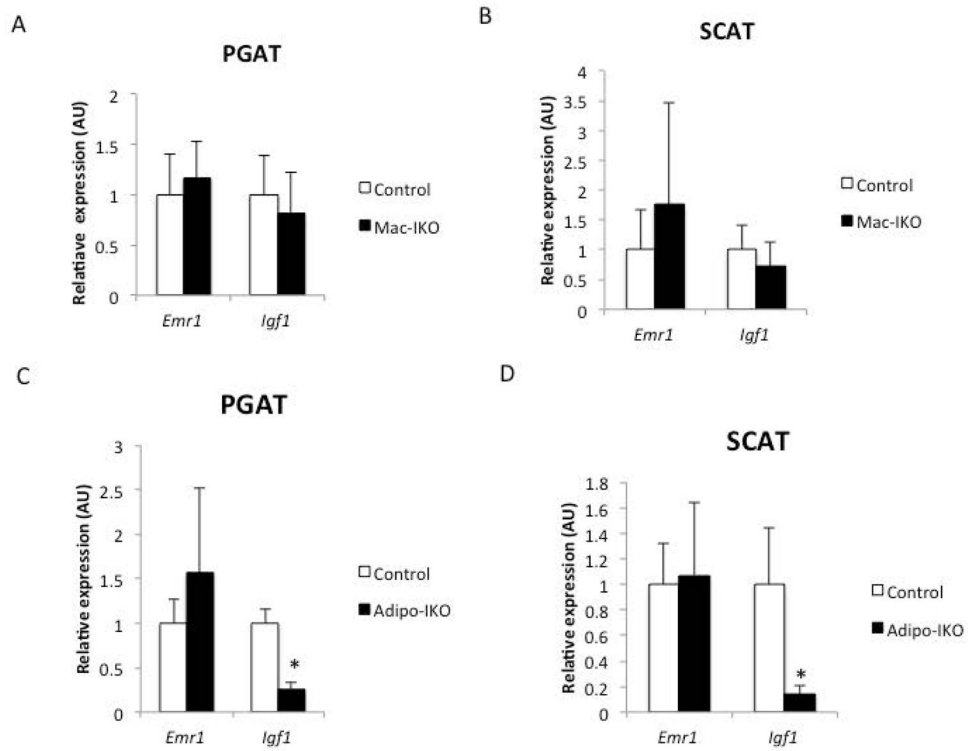 A
PGAT
Relatiave expression (AU)
2
1.5
1
0.5
0
Emr1 Igf1
Control
Mac-IKO
B
SCAT
Relative expression (AU)
4
3.5
3
2.5
2
1.5
1
0.5
0
Emr1 Igf1
Control
Mac-IKO
C
PGAT
Relative expression (AU)
3
2.5
2
1.5
1
0.5
0
*
Emr1 Igf1
Control
Adipo-IKO
D
SCAT
Relative expression (AU)
1.8
1.6
1.4
1.2
1
0.8
0.6
0.4
0.2
0
*
Emr1 Igf1
Control
Adipo-IKO